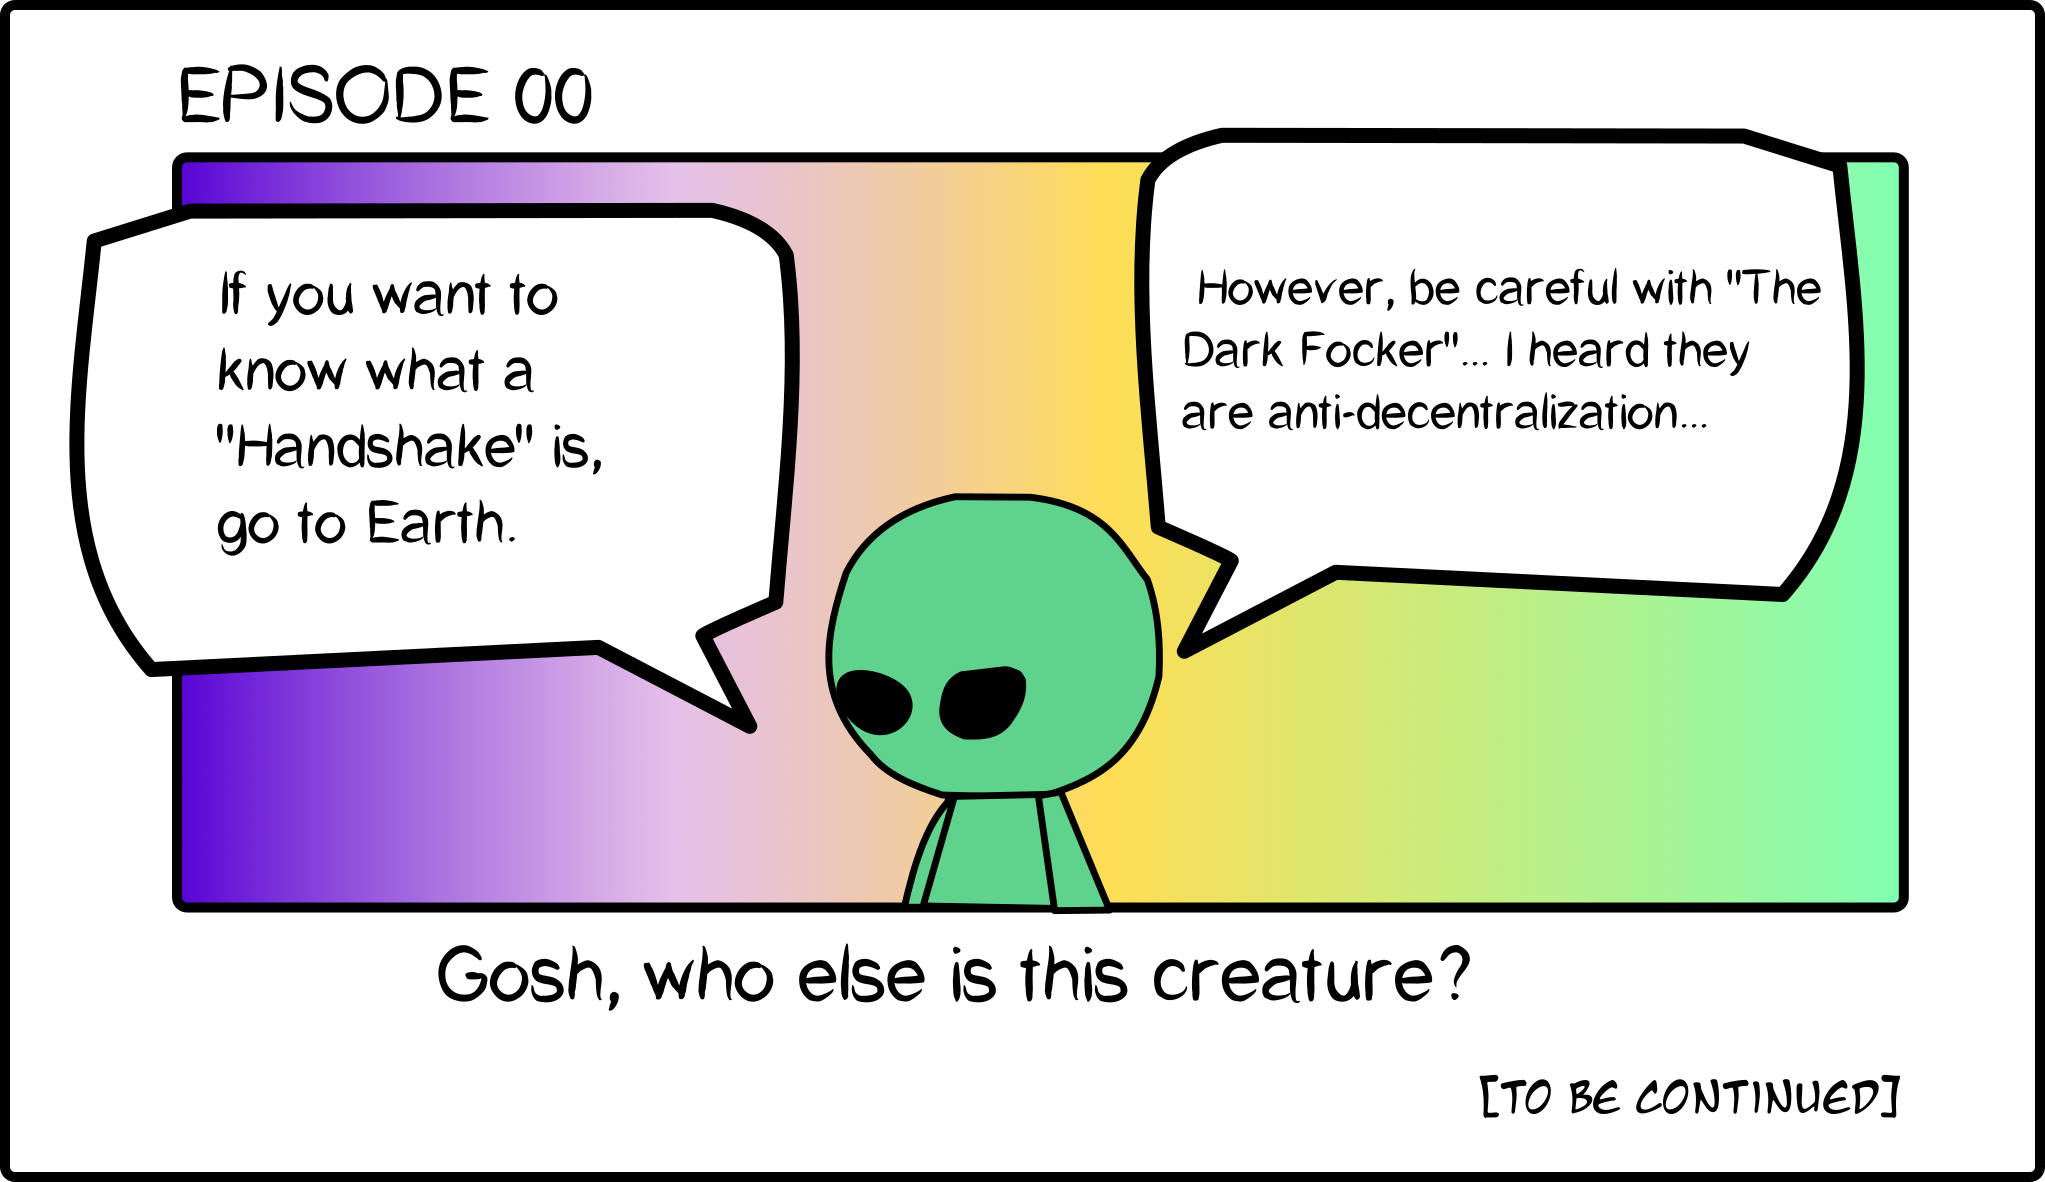 EPISODE 00
If you want to
know what a
"Handshake" is,
go to Earth.
However, be careful with "The
Dark Focker"... I heard they
are anti-decentralization...
Gosh, who else is this creature?
[TO BE CONTINUED]